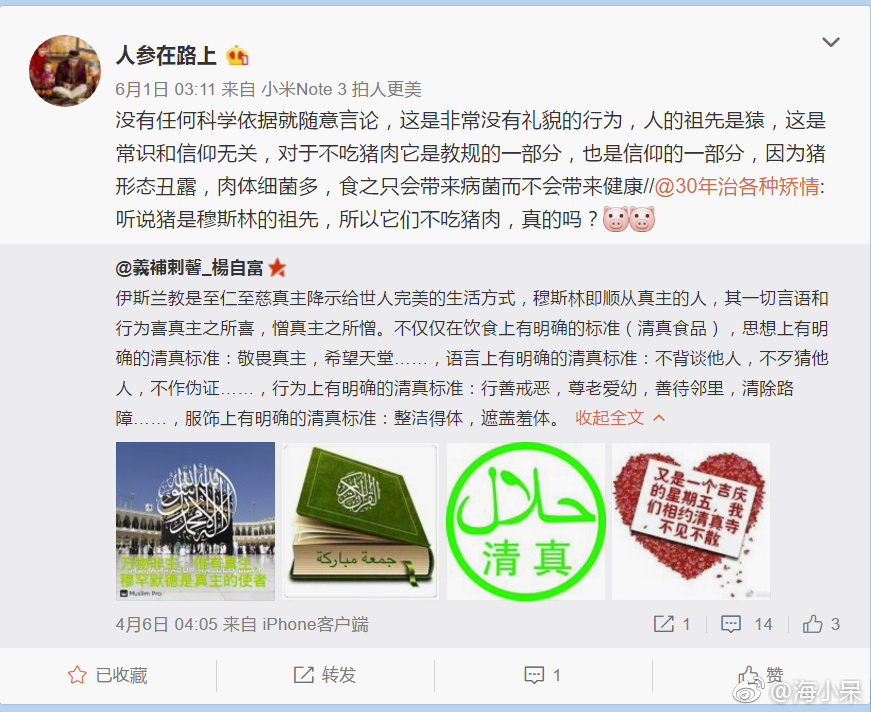 人参在路上
6月1日 03:11 来自 小米Note 3 拍人更美
没有任何科学依据就随意言论，这是非常没有礼貌的行为，人的祖先是猿，这是
常识和信仰无关，对于不吃猪肉它是教规的一部分，也是信仰的一部分，因为猪
形态丑露，肉体细菌多，食之只会带来病菌而不会带来健康//@30年治各种矫情:
听说猪是穆斯林的祖先，所以它们不吃猪肉，真的吗？
@義補剌馨_楊自富
伊斯兰教是至仁至慈真主降示给世人完美的生活方式，穆斯林即顺从真主的人，其一切言语和
行为喜真主之所喜，憎真主之所憎。不仅仅在饮食上有明确的标准（清真食品），思想上有明
确的清真标准：敬畏真主，希望天堂……，语言上有明确的清真标准：不背谈他人，不歹猜他
人，不作伪证……，行为上有明确的清真标准：行善戒恶，尊老爱幼，善待邻里，清除路
障……，服饰上有明确的清真标准：整洁得体，遮盖羞体。 收起全文
穆罕默德是真主的使者
Muslim Pro
القرآن الكريم
جمعة مباركة
حلال
清真
又是一个吉庆
的星期五，我
们相约清真寺
，不见不散
4月6日 04:05 来自 iPhone客户端
1
14
3
已收藏
转发
1
赞
@海小呆